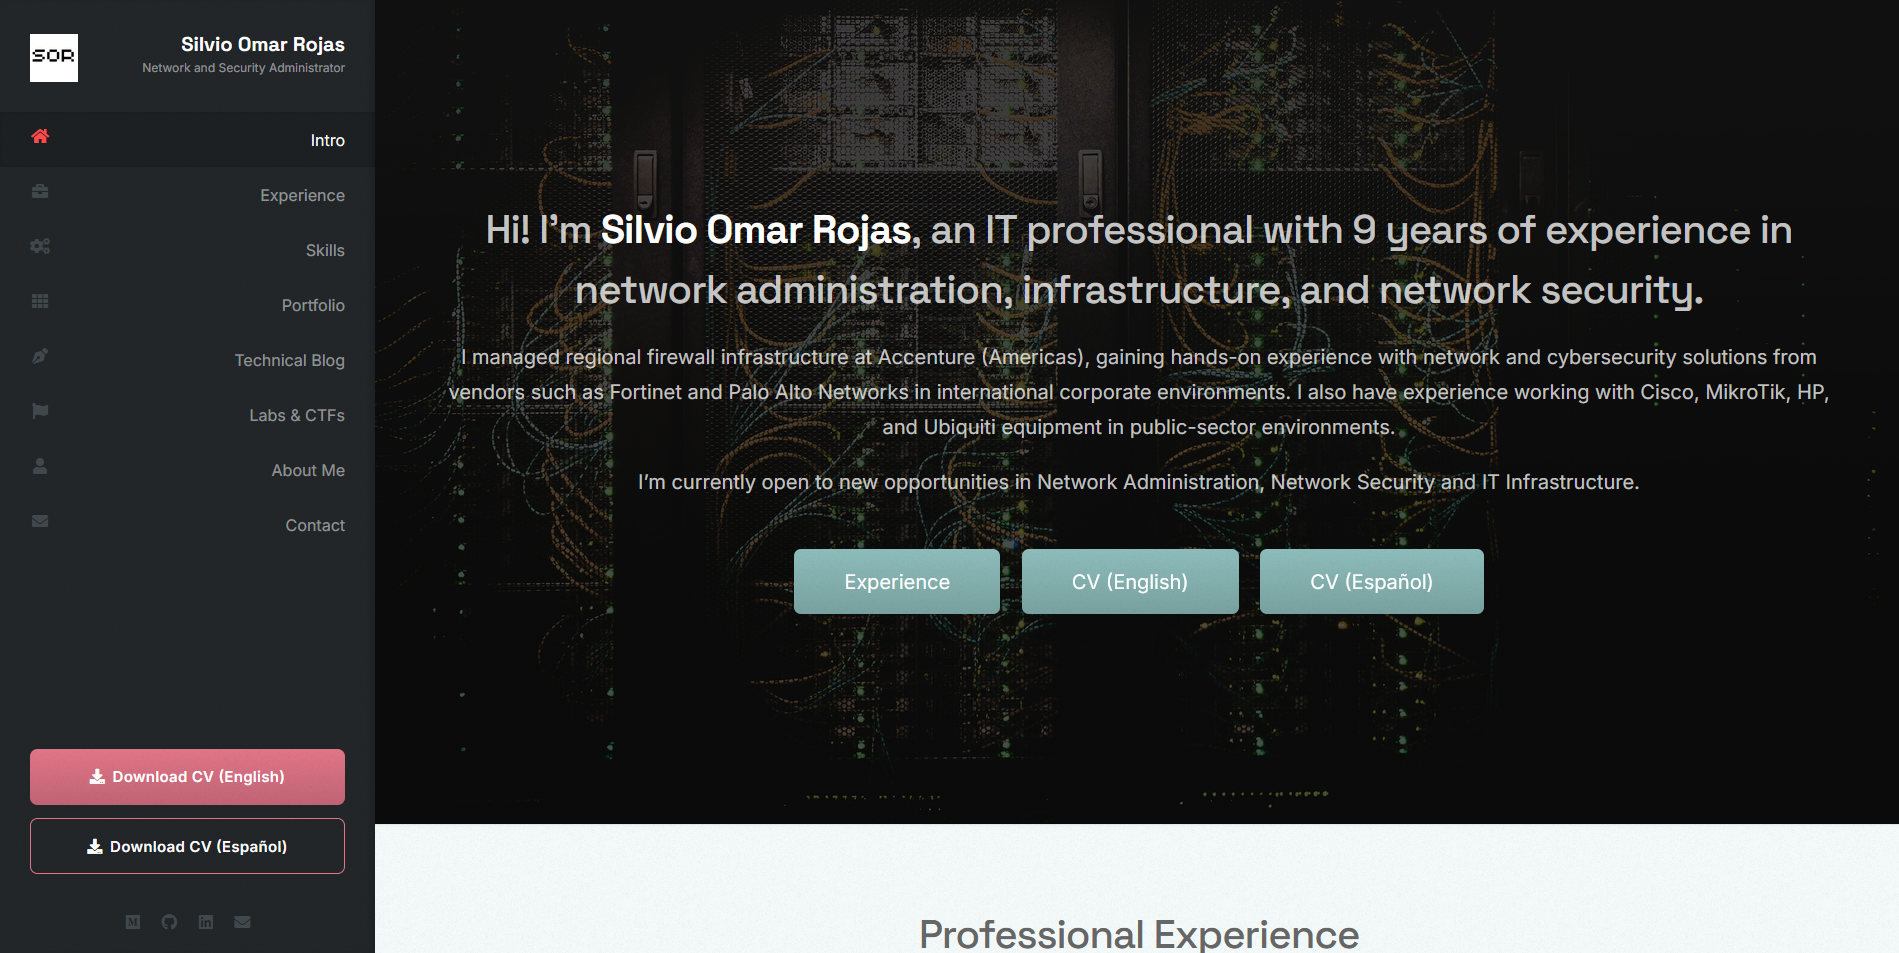 SOR
Silvio Omar Rojas
Network and Security Administrator
Intro
Experience
Skills
Portfolio
Technical Blog
Labs & CTFs
About Me
Contact
Download CV (English)
Download CV (Español)
Hi! I’m Silvio Omar Rojas, an IT professional with 9 years of experience in
network administration, infrastructure, and network security.
I managed regional firewall infrastructure at Accenture (Americas), gaining hands-on experience with network and cybersecurity solutions from
vendors such as Fortinet and Palo Alto Networks in international corporate environments. I also have experience working with Cisco, MikroTik, HP,
and Ubiquiti equipment in public-sector environments.
I’m currently open to new opportunities in Network Administration, Network Security and IT Infrastructure.
Experience
CV (English)
CV (Español)
Professional Experience